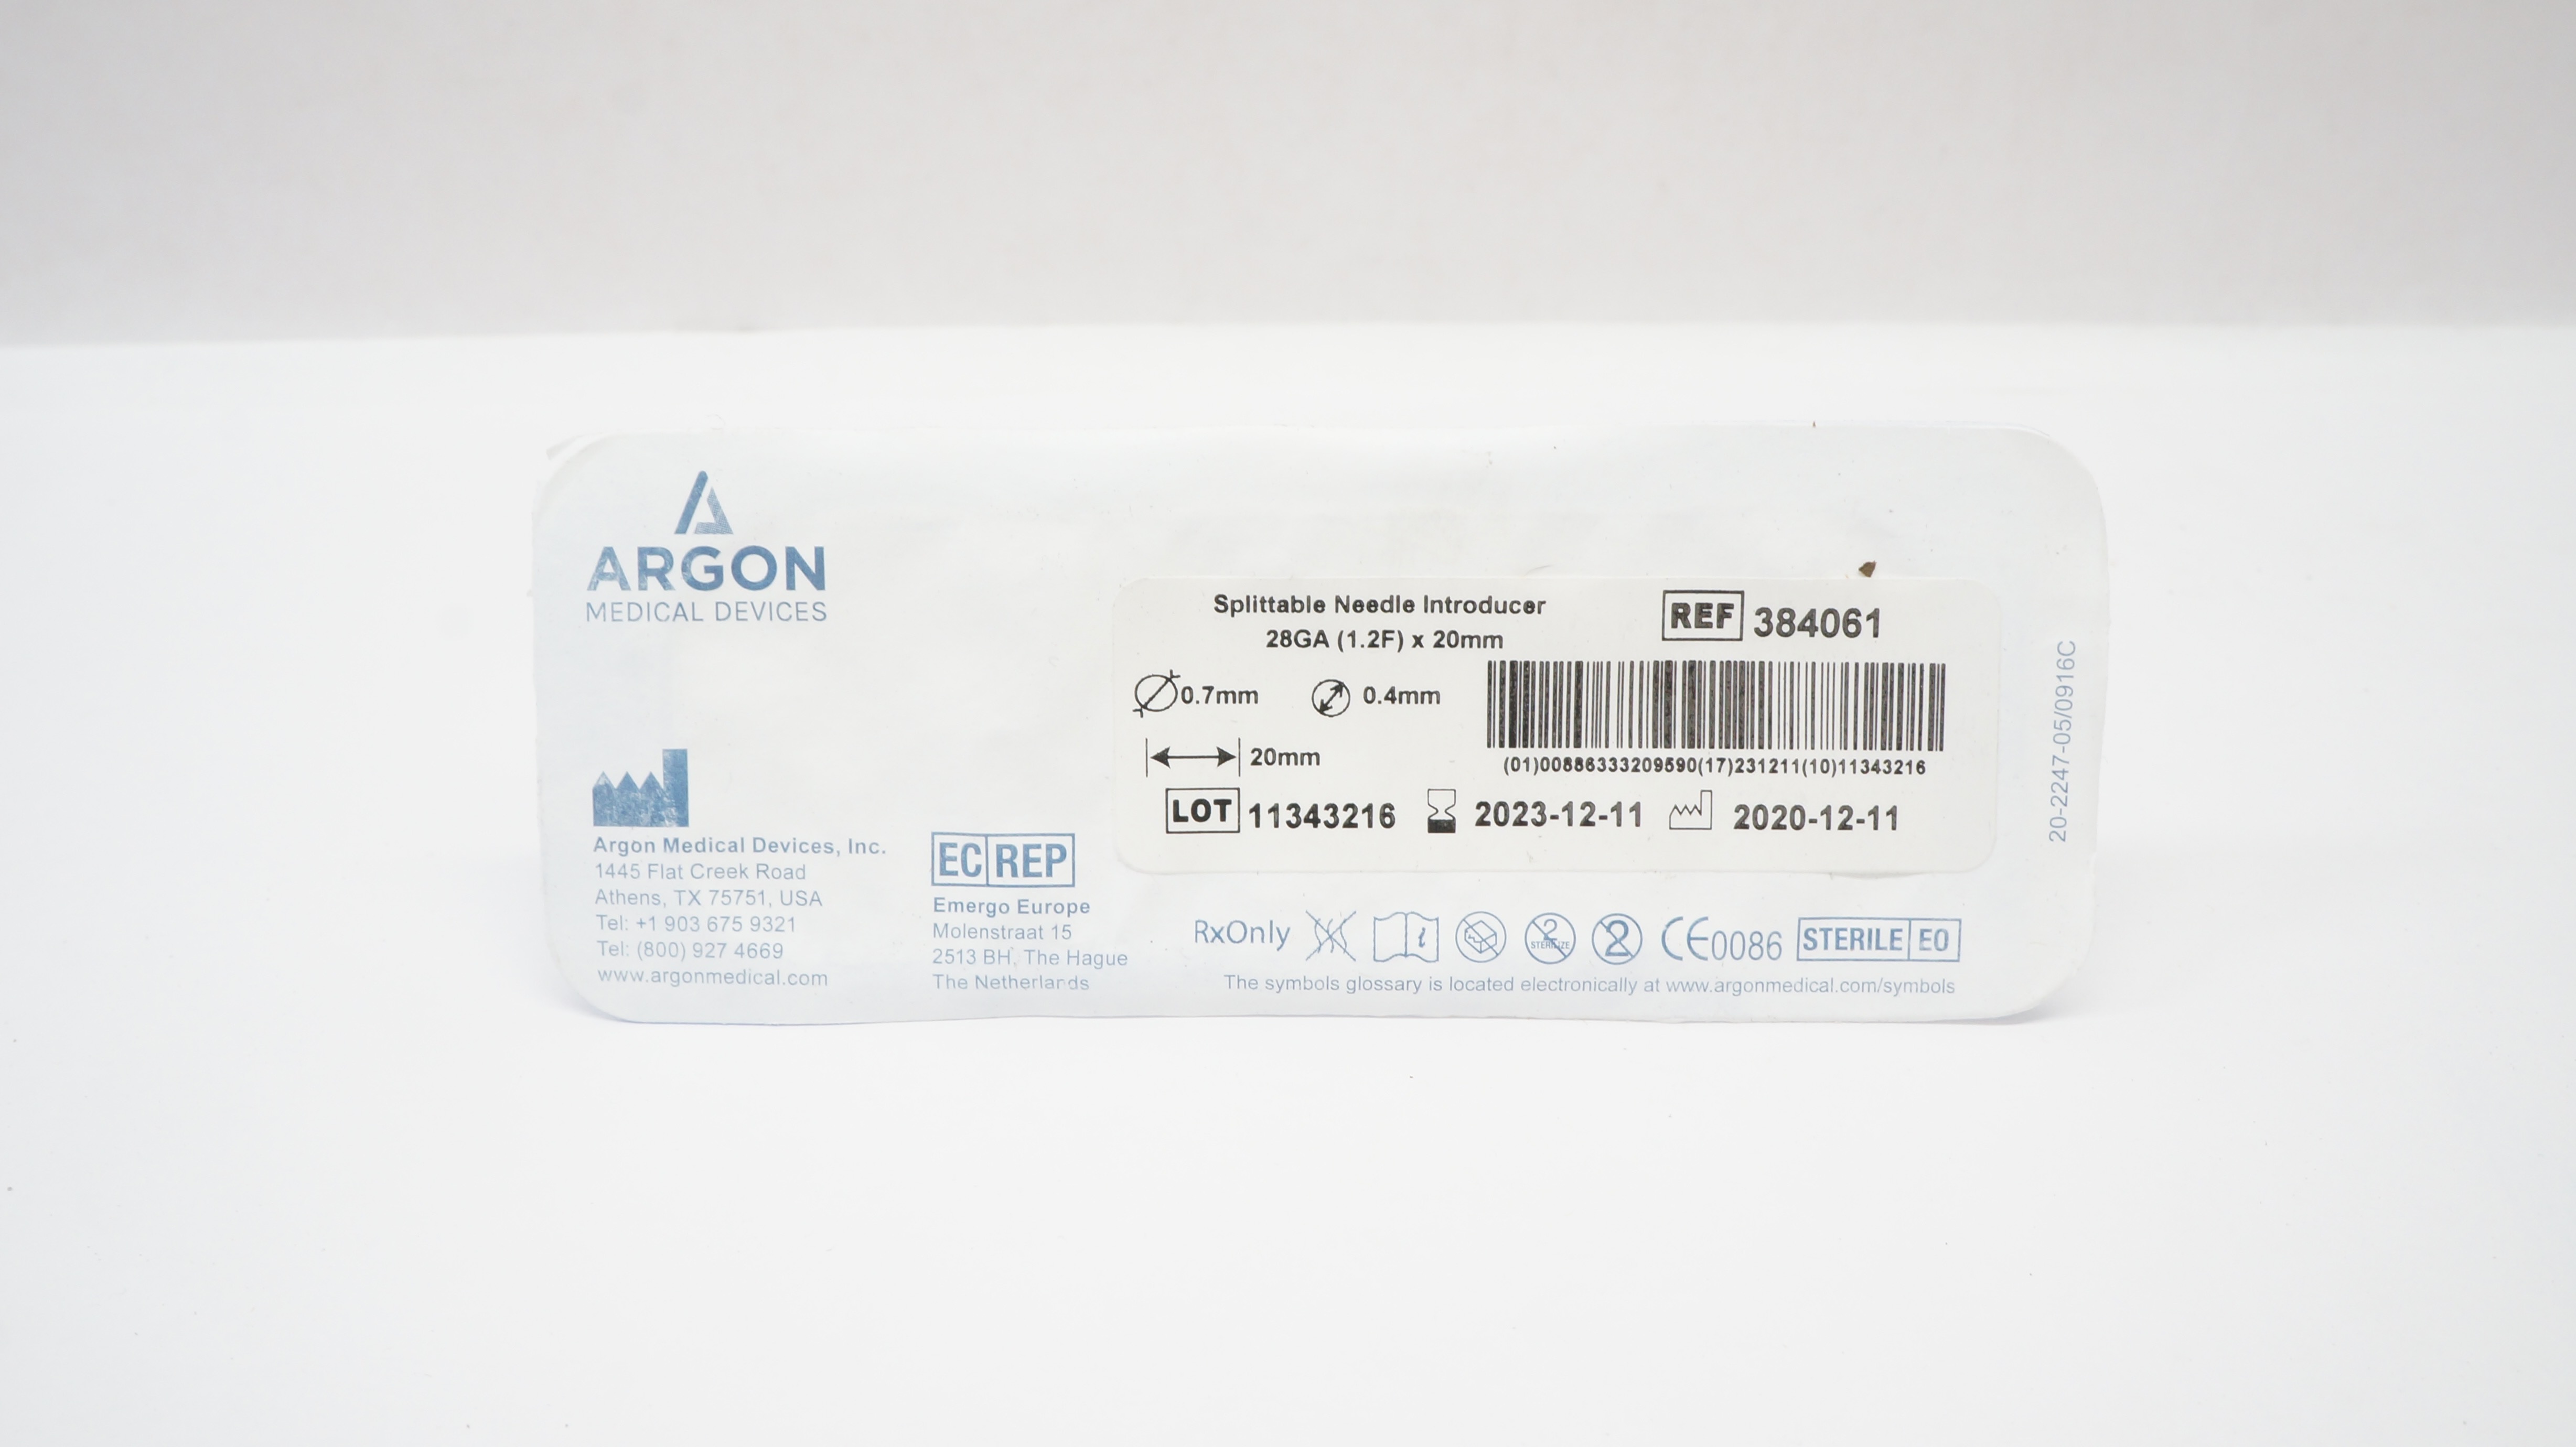 ARGON
MEDICAL DEVICES
Splittable Needle Introducer
28GA (1.2F) x 20mm
REF 384061
0.7mm 0.4mm
20mm
(01)00886333209590(17)231211(10)11343216
LOT 11343216 2023-12-11 2020-12-11
Argon Medical Devices, Inc.
1445 Flat Creek Road
Athens, TX 75751, USA
Tel: +1 903 675 9321
Tel: (800) 927 4669
www.argonmedical.com
EC REP
Emergo Europe
Molenstraat 15
2513 BH, The Hague
The Netherlands
RxOnly 2 STERILIZE 2 CE0086 STERILE EO
The symbols glossary is located electronically at www.argonmedical.com/symbols
20-2247-05/0916C